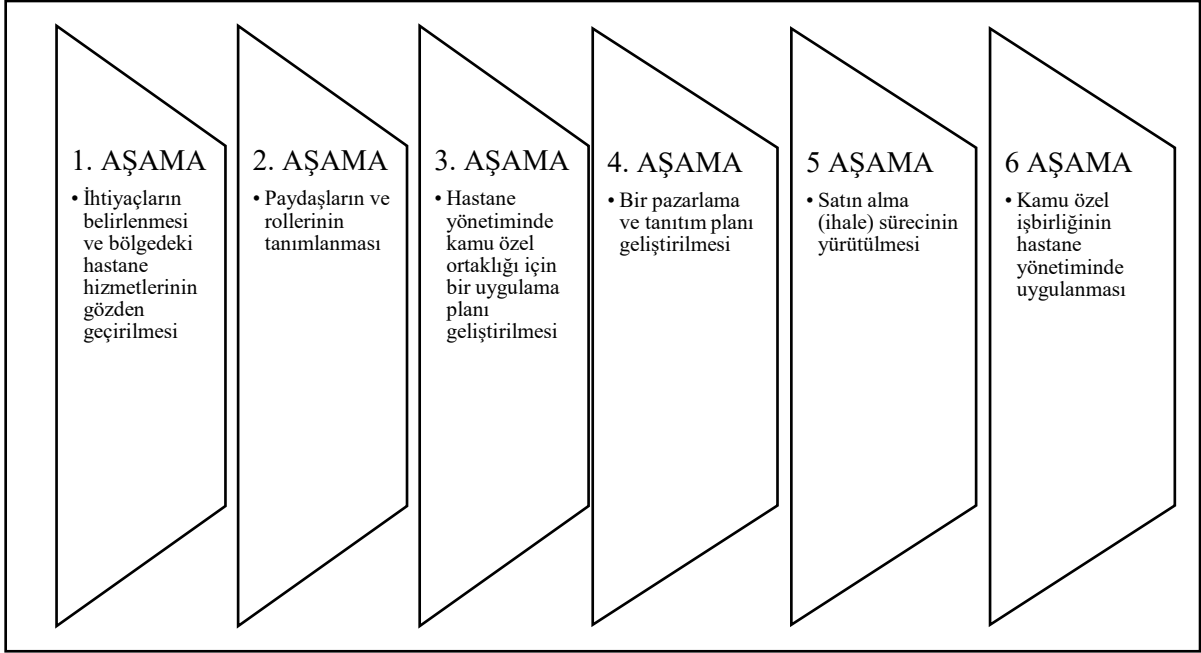 1. AŞAMA
• İhtiyaçların
belirlenmesi
ve bölgedeki
hastane
hizmetlerinin
gözden
geçirilmesi
2. AŞAMA
• Paydaşların ve
rollerinin
tanımlanması
3. AŞAMA
• Hastane
yönetiminde
kamu özel
ortaklığı için
bir uygulama
planı
geliştirilmesi
4. AŞAMA
• Bir pazarlama
ve tanıtım planı
geliştirilmesi
5 AŞAMA
• Satın alma
(ihale) sürecinin
yürütülmesi
6 AŞAMA
• Kamu özel
işbirliğinin
hastane
yönetiminde
uygulanması